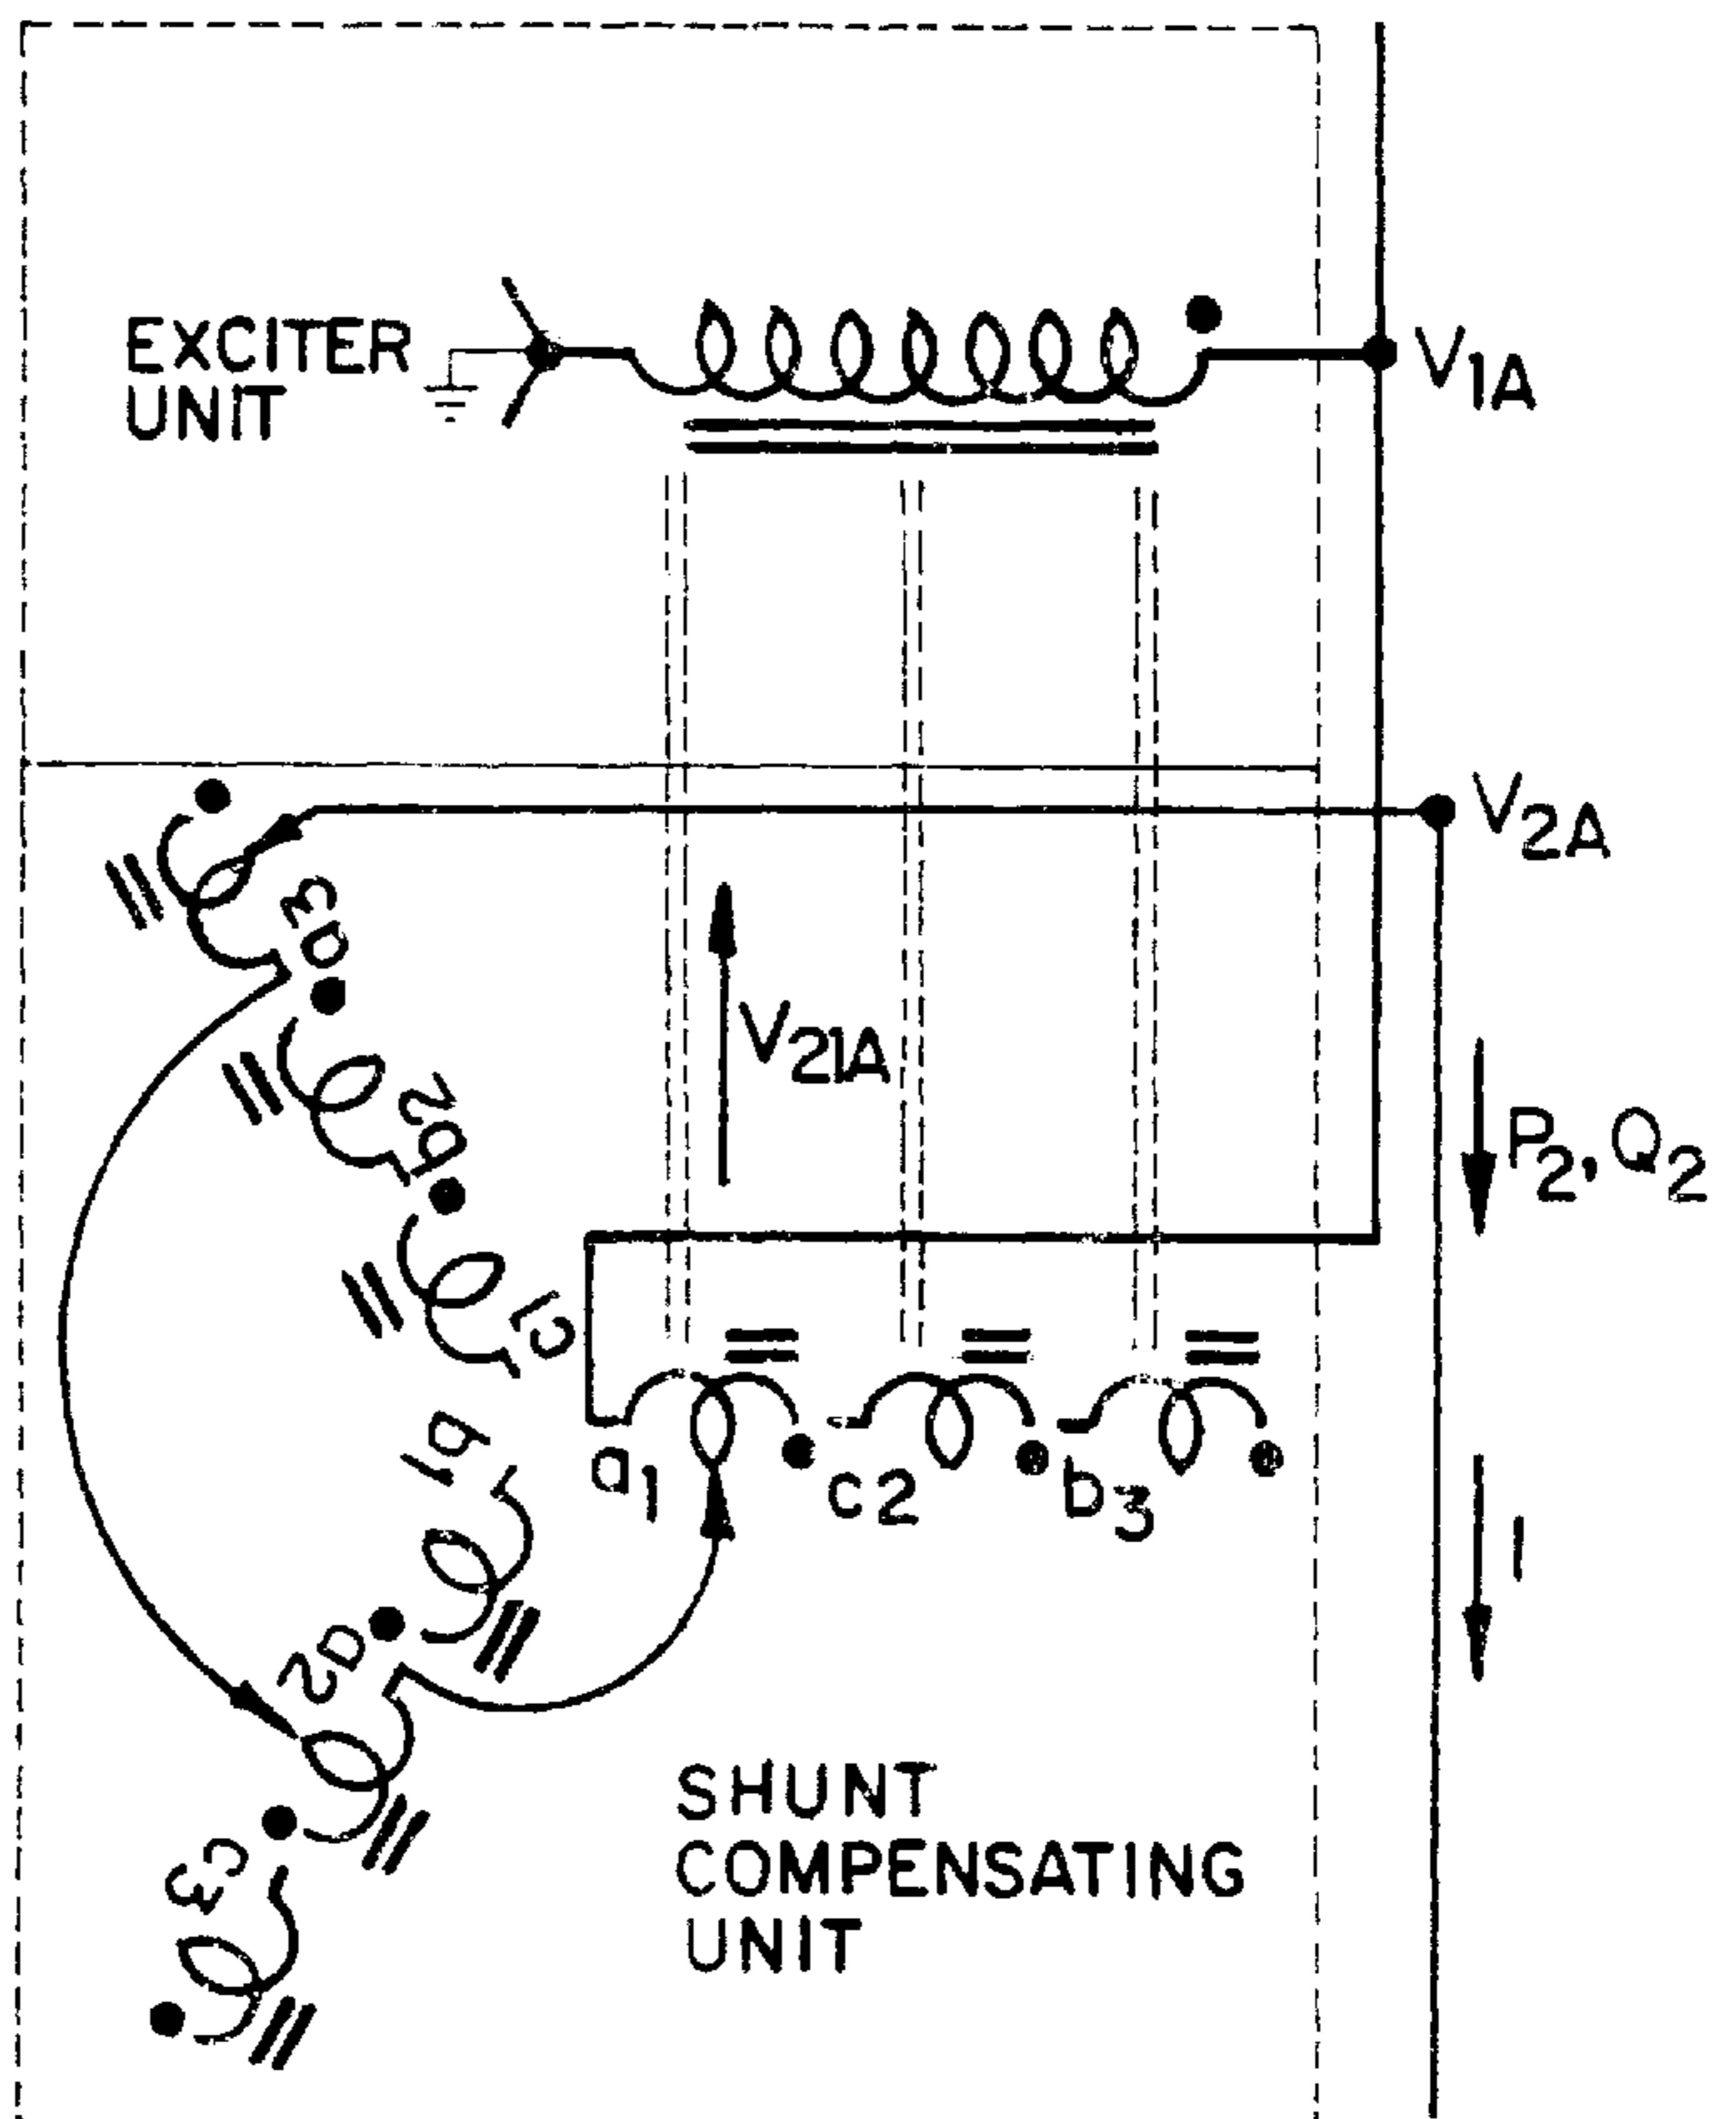 EXCITER
UNIT
V1A
V2A
a3
V21A
b2
P2, Q2
c1
b1
a1
c2
b3
I
a2
c3
SHUNT
COMPENSATING
UNIT